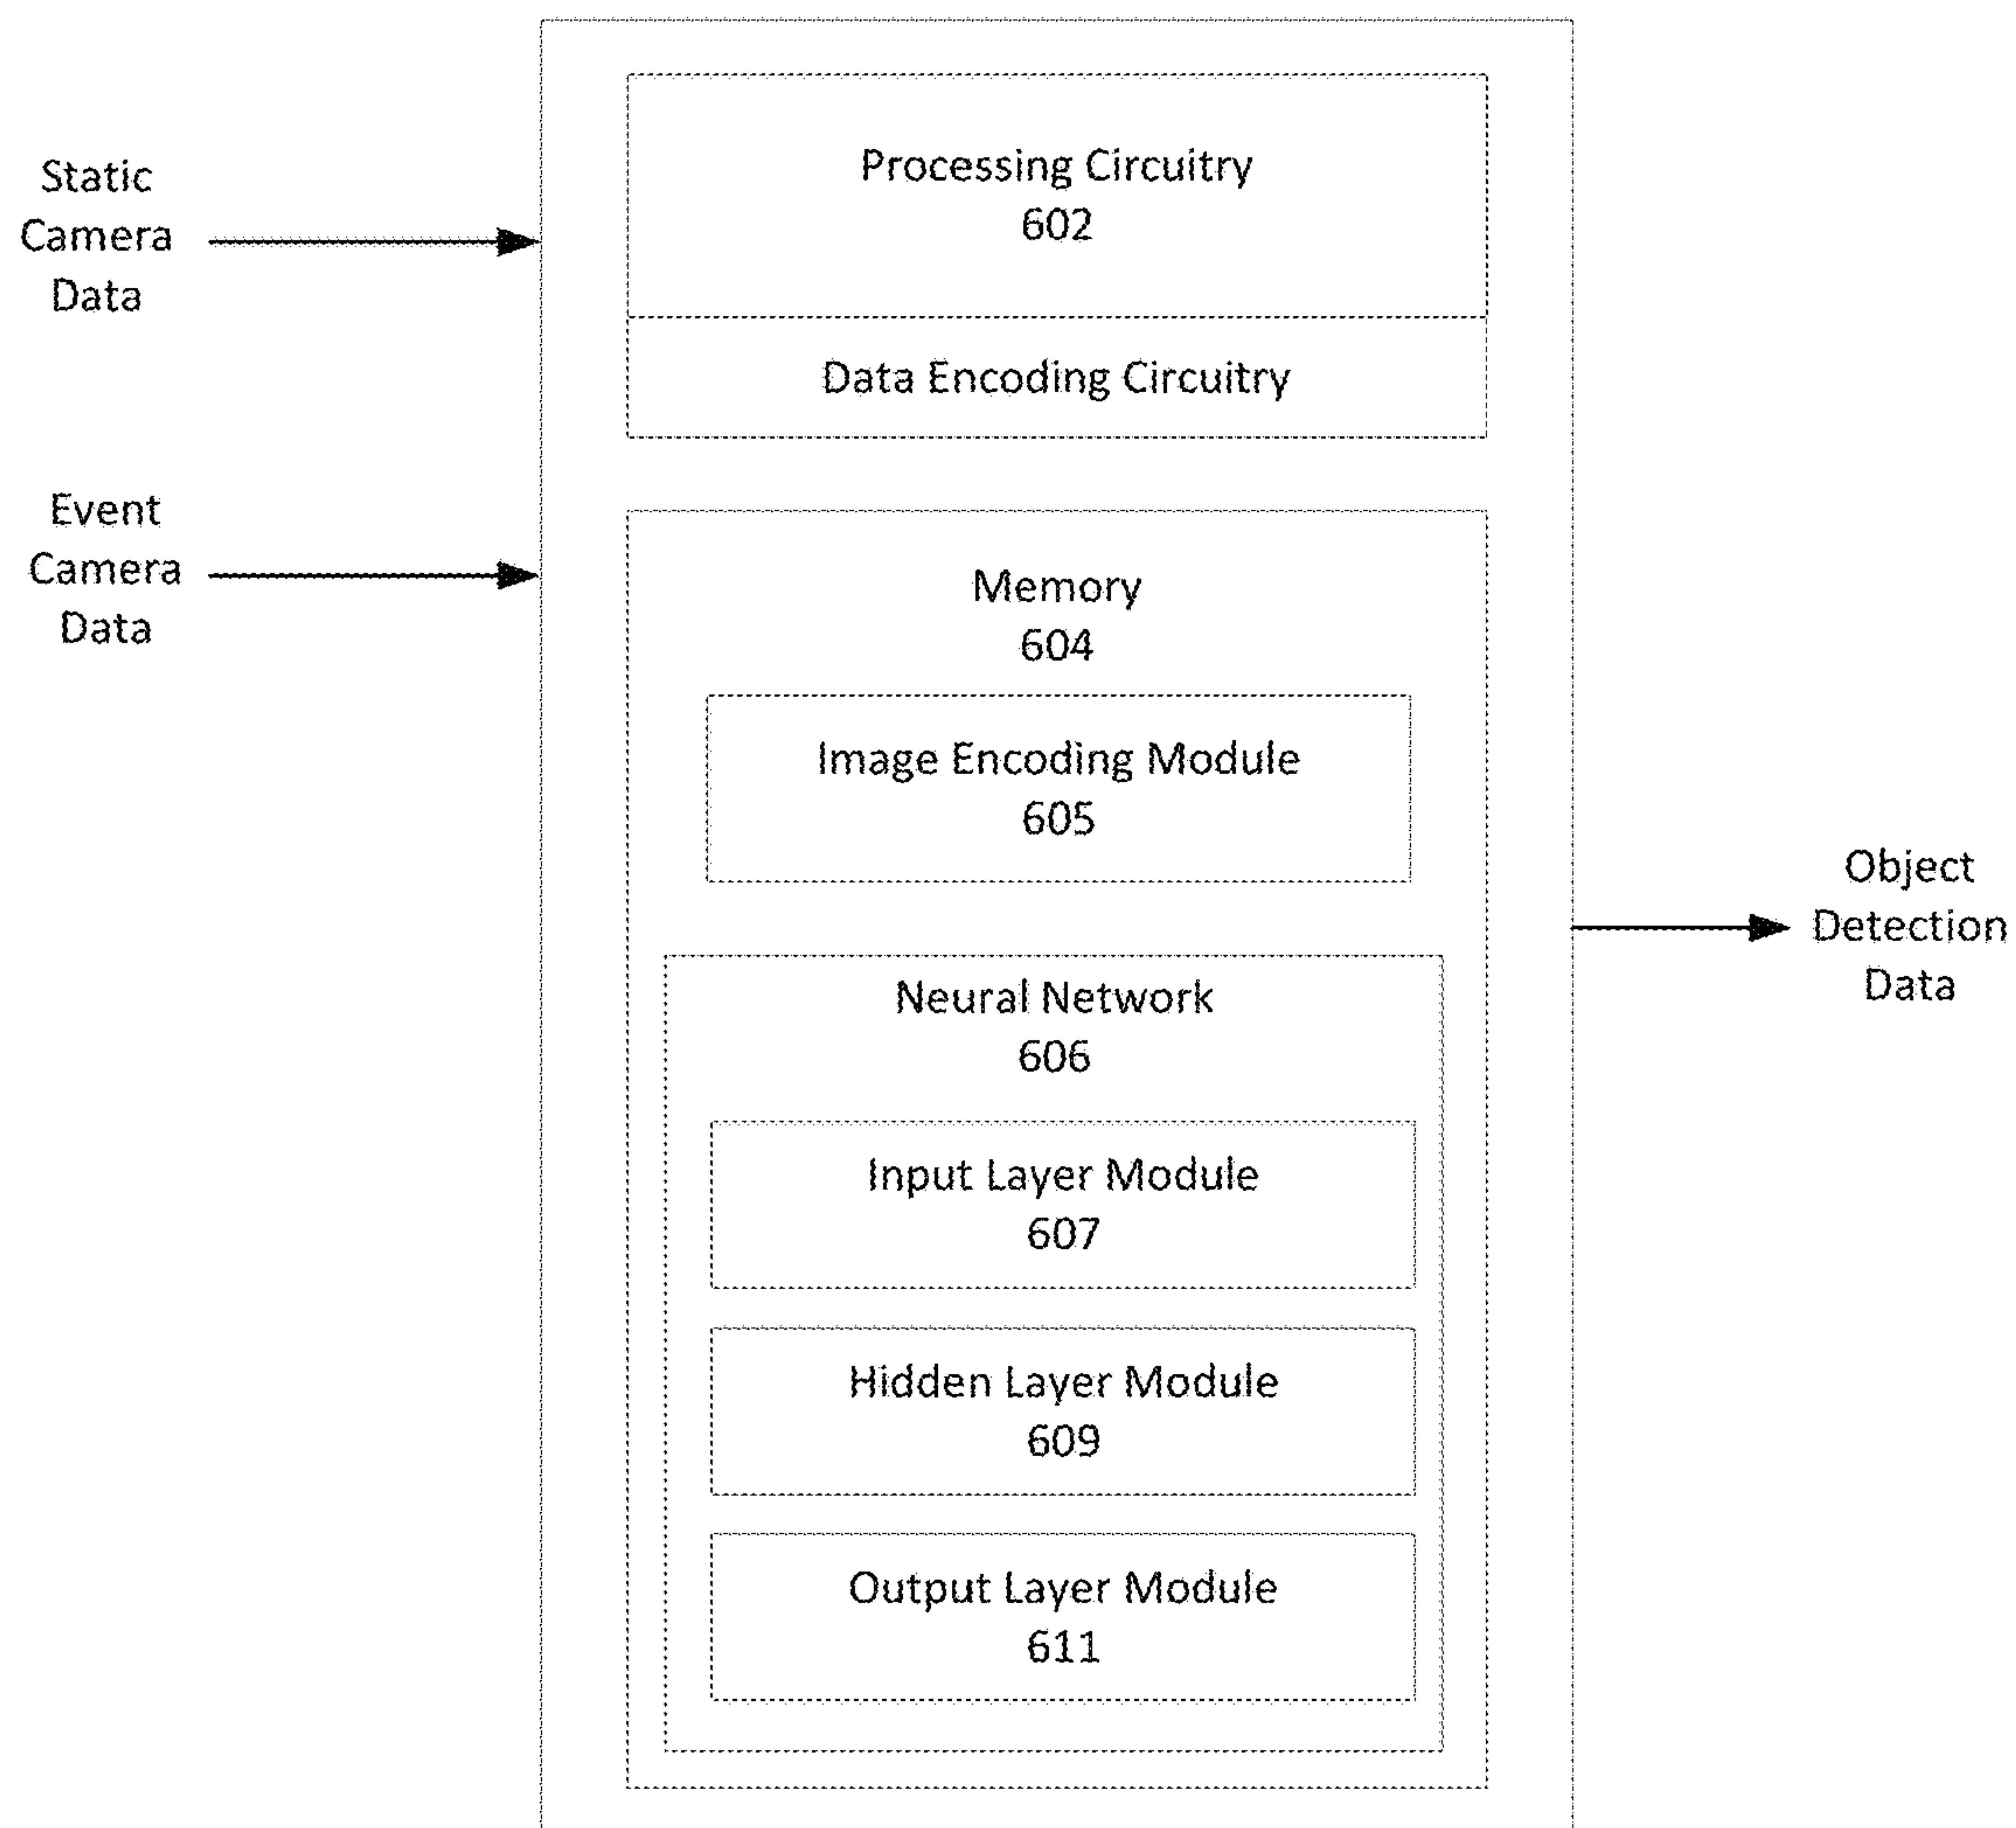 Static
Camera
Data
Event
Camera
Data
Processing Circuitry
602
Data Encoding Circuitry
Memory
604
Image Encoding Module
605
Neural Network
606
Input Layer Module
607
Hidden Layer Module
609
Output Layer Module
611
Object
Detection
Data